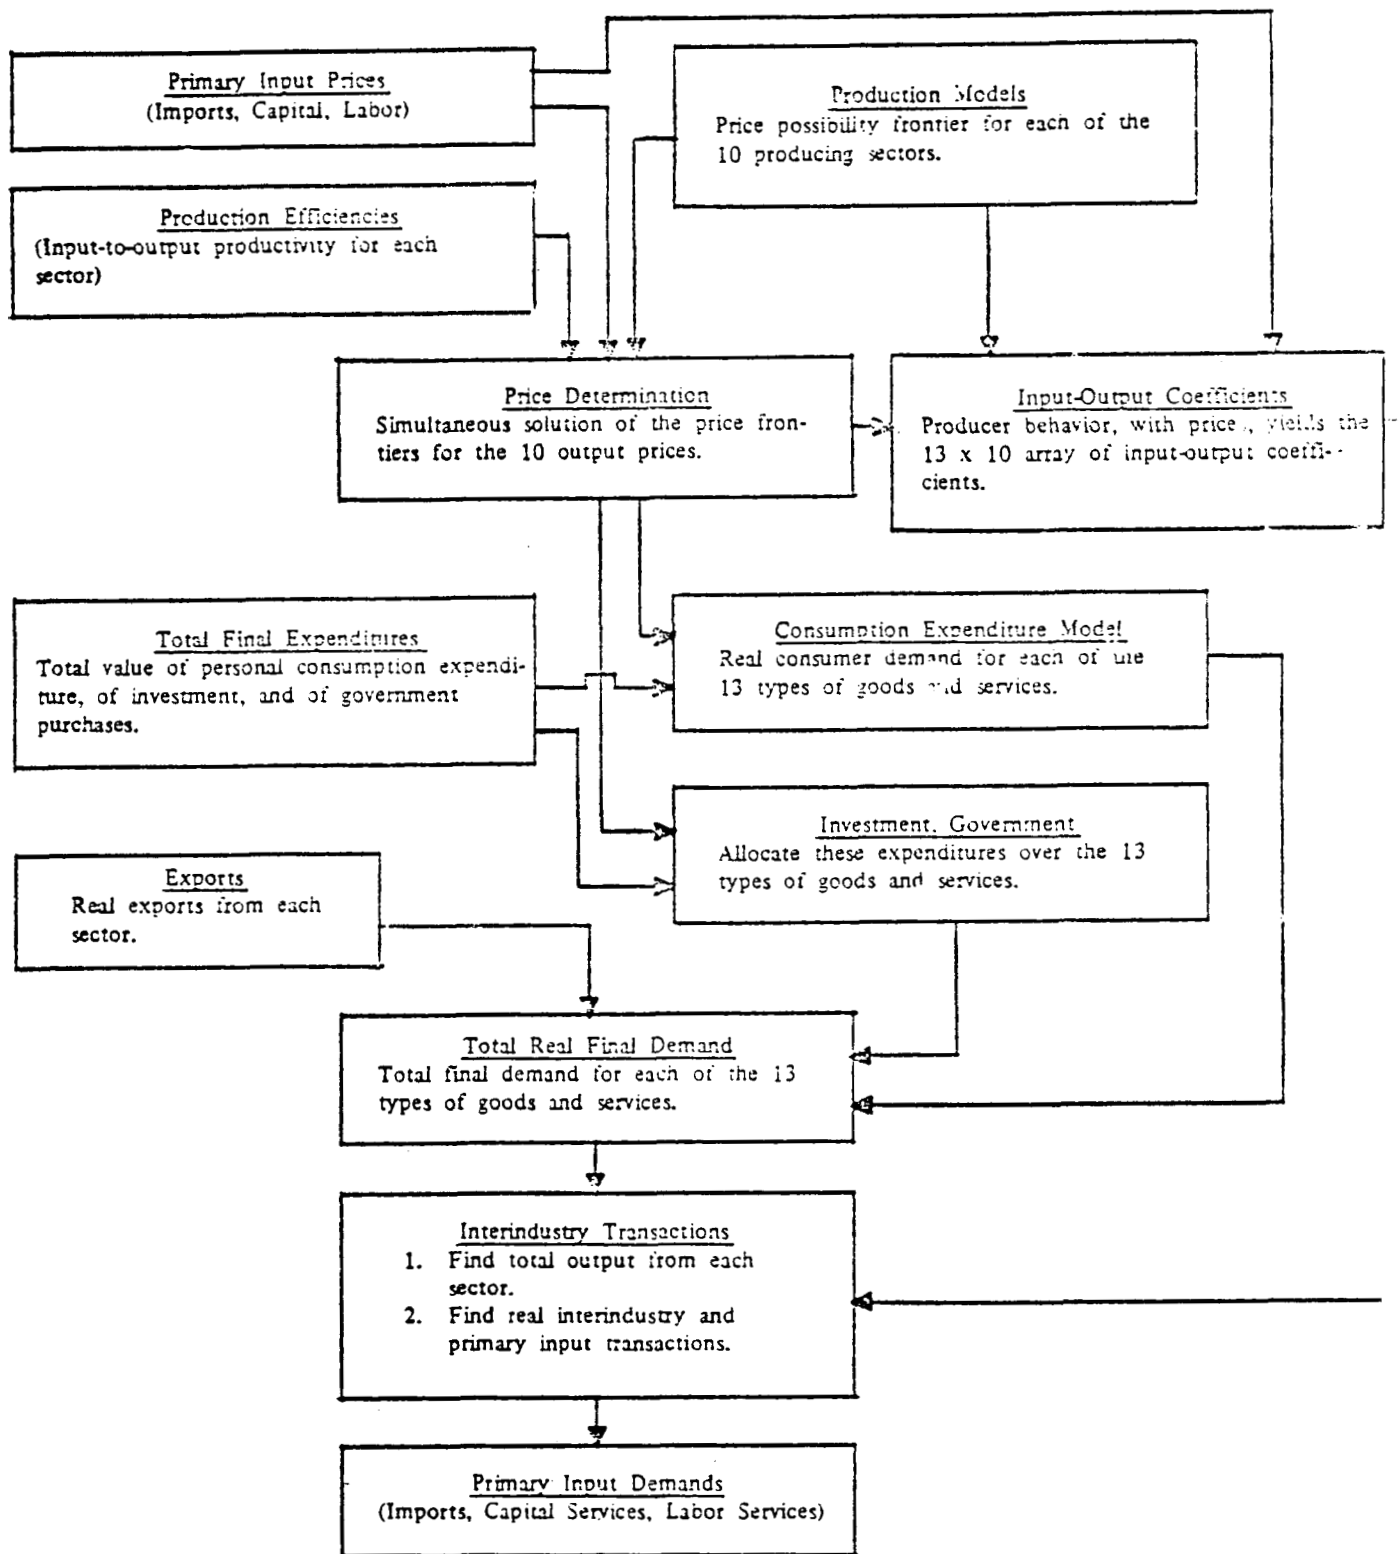 Primary Input Prices
(Imports, Capital, Labor)
Production Models
Price possibility frontier for each of the
10 producing sectors.
Production Efficiencies
(Input-to-output productivity for each
sector)
Price Determination
Simultaneous solution of the price fron-
tiers for the 10 output prices.
Input-Output Coefficients
Producer behavior, with prices, yields the
13 x 10 array of input-output coeffi-
cients.
Total Final Expenditures
Total value of personal consumption expendi-
ture, of investment, and of government
purchases.
Consumption Expenditure Model
Real consumer demand for each of the
13 types of goods and services.
Investment, Government
Allocate these expenditures over the 13
types of goods and services.
Exports
Real exports from each
sector.
Total Real Final Demand
Total final demand for each of the 13
types of goods and services.
Interindustry Transactions
1. Find total output from each
sector.
2. Find real interindustry and
primary input transactions.
Primary Input Demands
(Imports, Capital Services, Labor Services)